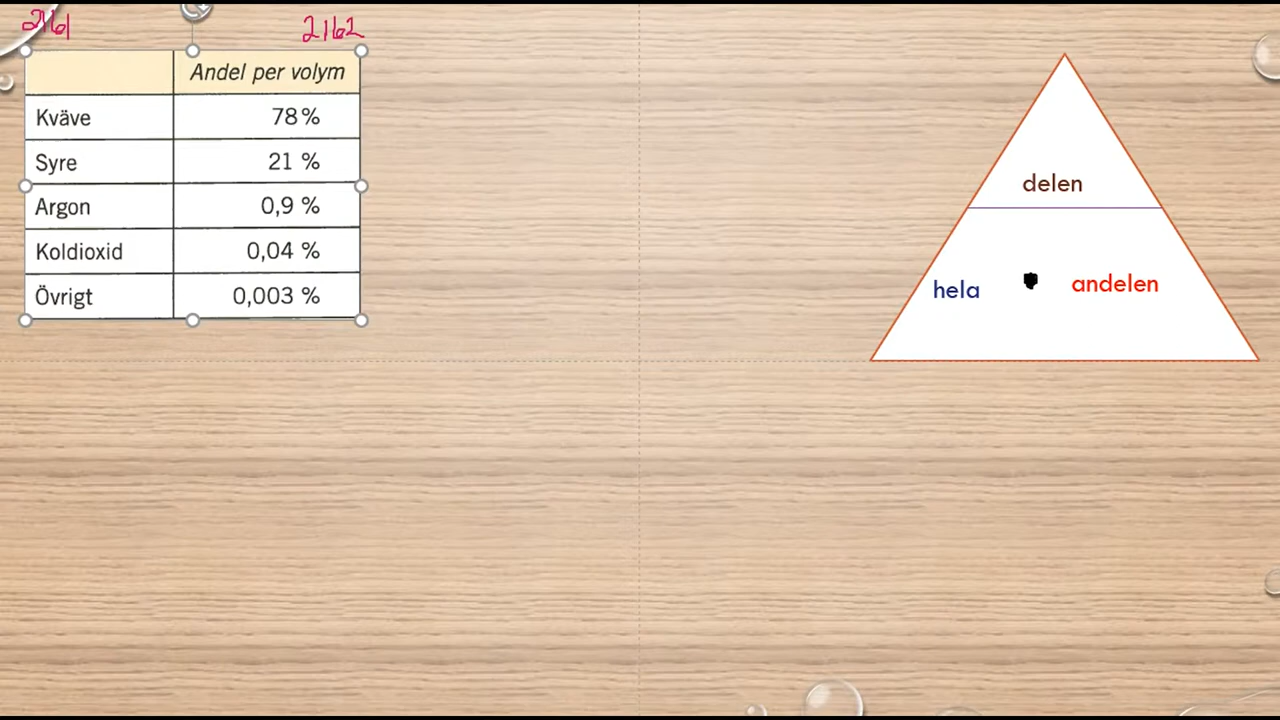 2161 2162
Andel per volym
Kväve 78 %
Syre 21 %
Argon 0,9 %
Koldioxid 0,04 %
Övrigt 0,003 %
delen
hela andelen